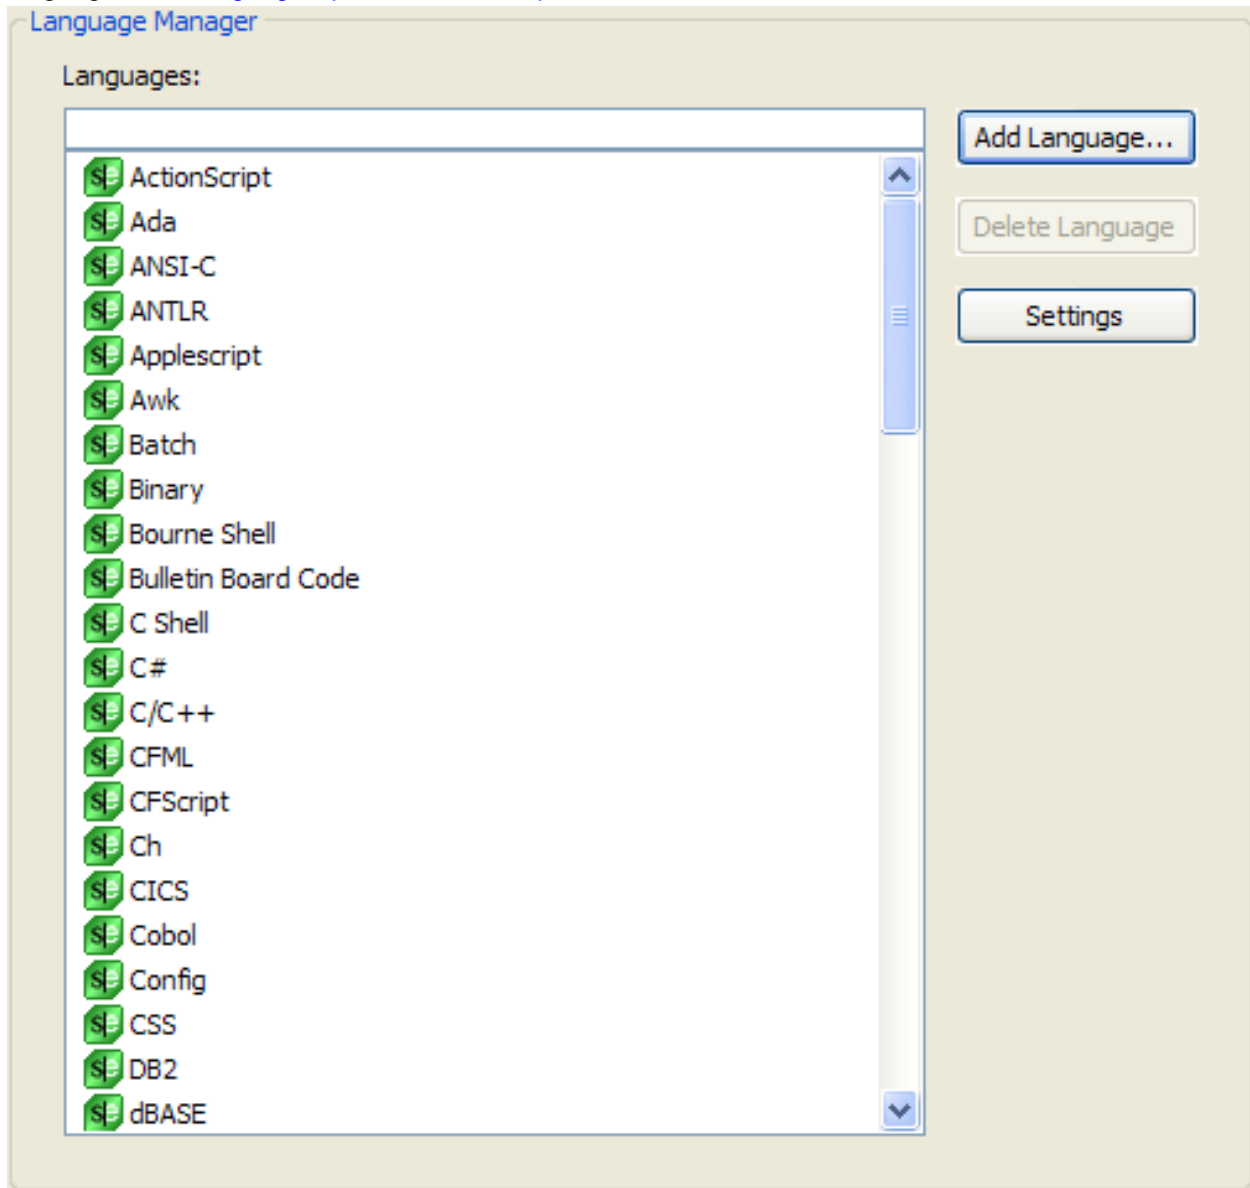 Language Manager
Languages:
Add Language...
ActionScript
Ada
Delete Language
ANSI-C
ANTLR
Settings
Applescript
Awk
Batch
Binary
Bourne Shell
Bulletin Board Code
C Shell
C#
C/C++
CFML
CFScript
Ch
CICS
Cobol
Config
CSS
DB2
dBASE